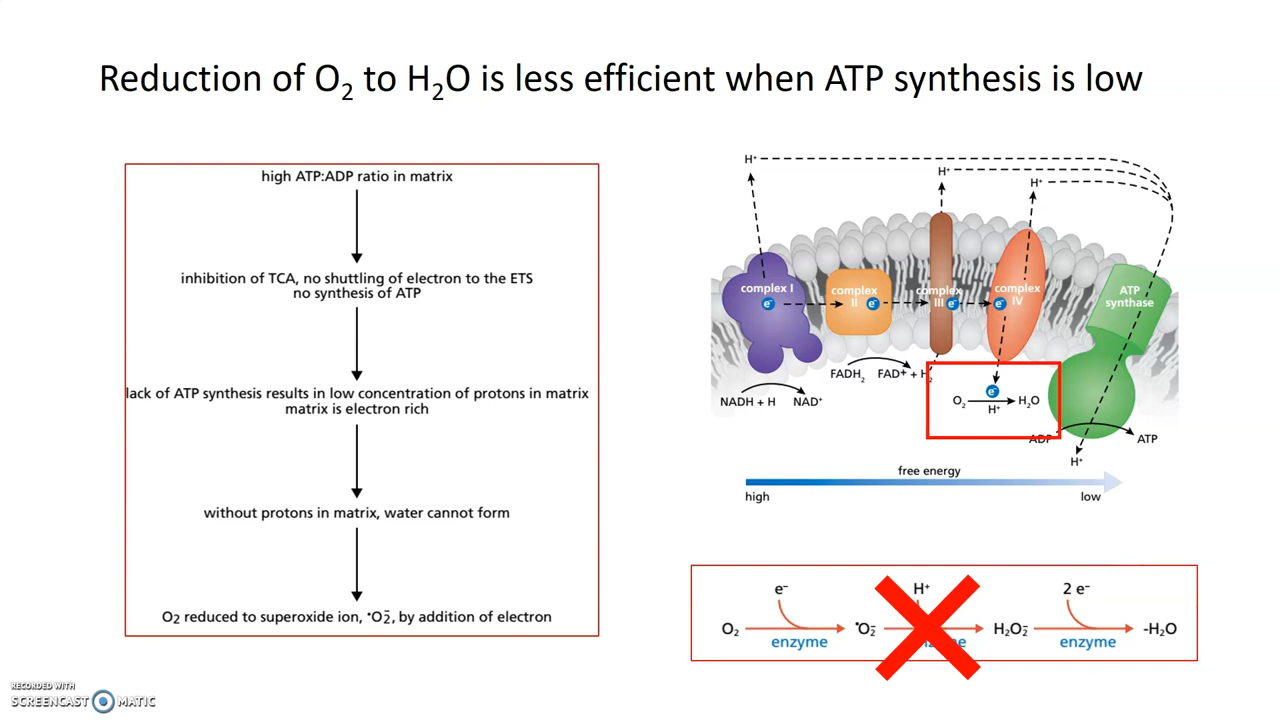 Reduction of O₂ to H₂O is less efficient when ATP synthesis is low
high ATP:ADP ratio in matrix
inhibition of TCA, no shuttling of electron to the ETS
no synthesis of ATP
lack of ATP synthesis results in low concentration of protons in matrix
matrix is electron rich
without protons in matrix, water cannot form
O₂ reduced to superoxide ion, •O₂⁻, by addition of electron
H⁺
H⁺
H⁺
complex I
e⁻
complex
II
e⁻
complex
III
e⁻
complex
IV
e⁻
ATP
synthase
NADH + H
NAD⁺
FADH₂
FAD⁺ + H₂
e⁻
O₂
H⁺
H₂O
ADP
ATP
H⁺
free energy
high
low
e⁻
H⁺
2 e⁻
O₂
•O₂⁻
H₂O₂⁻
-H₂O
enzyme
enzyme
RECORDED WITH
SCREENCAST MATIC